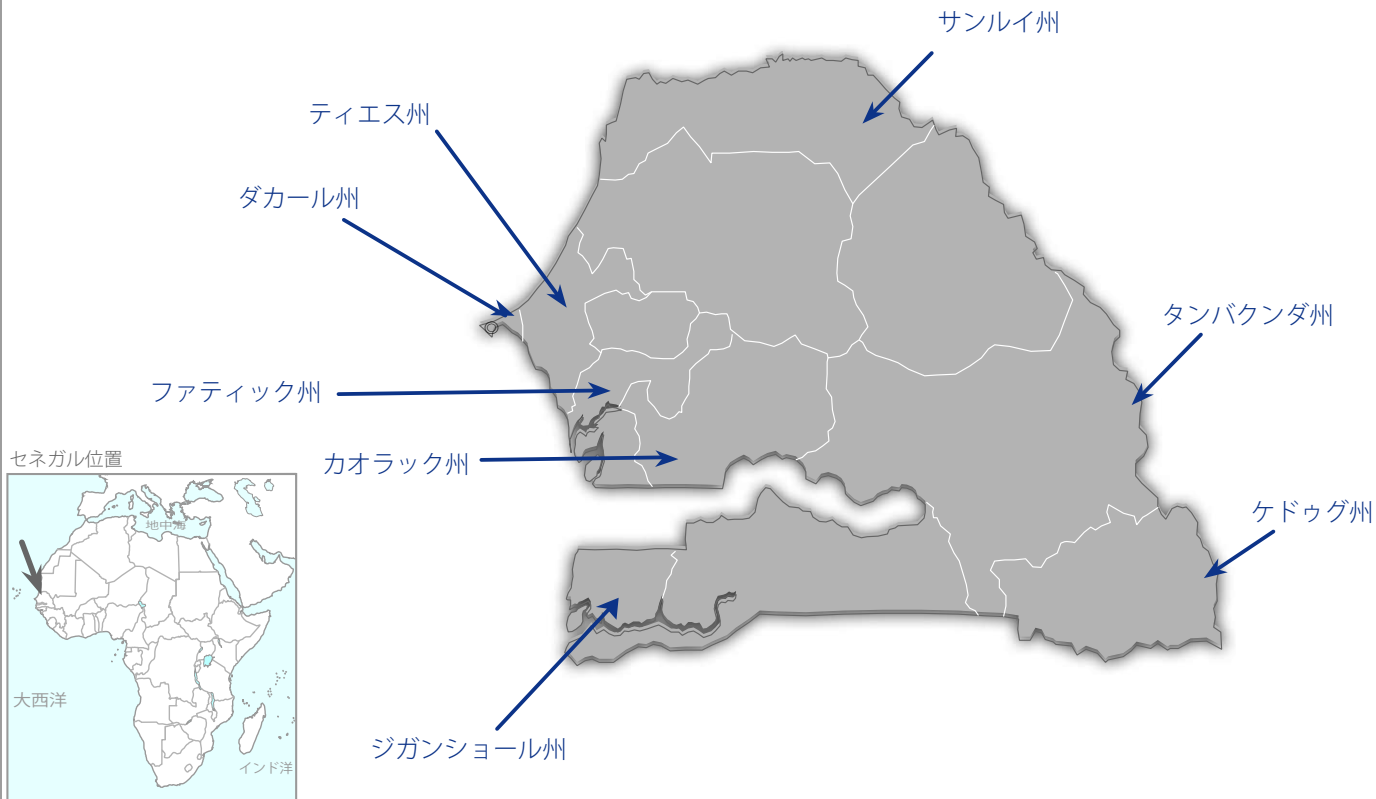 サンルイ州
ティエス州
ダカール州
タンバクンダ州
ファティック州
カオラック州
セネガル位置
ケドゥグ州
地中海
大西洋
ジガンショール州
インド洋